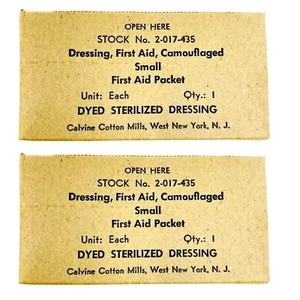 OPEN HERE
STOCK No. 2-017-435
Dressing, First Aid, Camouflaged
Small
First Aid Packet
Unit: Each Qty.: 1
DYED STERILIZED DRESSING
Calvine Cotton Mills, West New York, N. J.
OPEN HERE
STOCK No. 2-017-435
Dressing, First Aid, Camouflaged
Small
First Aid Packet
Unit: Each Qty.: 1
DYED STERILIZED DRESSING
Calvine Cotton Mills, West New York, N. J.